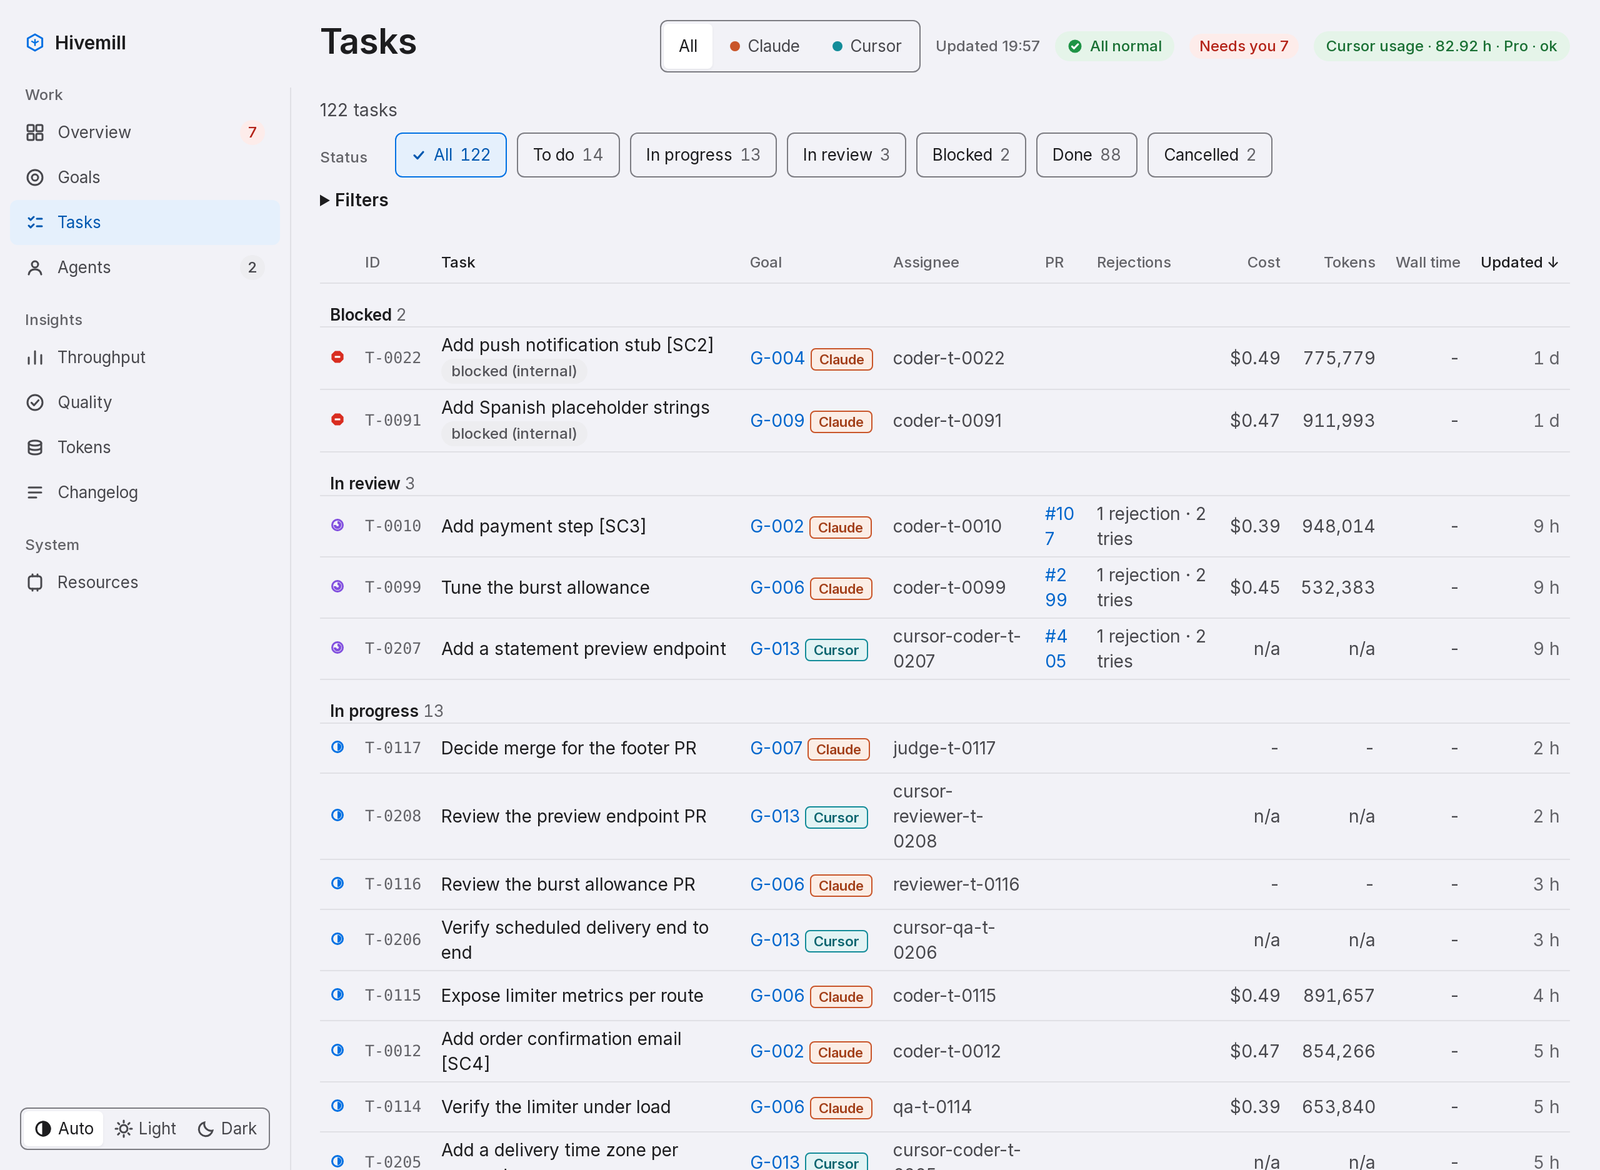 Hivemill
Work
Overview 7
Goals
Tasks
Agents 2
Insights
Throughput
Quality
Tokens
Changelog
System
Resources
Auto Light Dark
Tasks
All Claude Cursor Updated 19:57 All normal Needs you 7 Cursor usage · 82.92 h · Pro · ok
122 tasks
Status All 122 To do 14 In progress 13 In review 3 Blocked 2 Done 88 Cancelled 2
Filters
ID Task Goal Assignee PR Rejections Cost Tokens Wall time Updated ↓
Blocked 2
T-0022 Add push notification stub [SC2] G-004 Claude coder-t-0022 $0.49 775,779 - 1 d
blocked (internal)
T-0091 Add Spanish placeholder strings G-009 Claude coder-t-0091 $0.47 911,993 - 1 d
blocked (internal)
In review 3
T-0010 Add payment step [SC3] G-002 Claude coder-t-0010 #10 1 rejection · 2 $0.39 948,014 - 9 h
7 tries
T-0099 Tune the burst allowance G-006 Claude coder-t-0099 #2 1 rejection · 2 $0.45 532,383 - 9 h
99 tries
T-0207 Add a statement preview endpoint G-013 Cursor cursor-coder-t- #4 1 rejection · 2 n/a n/a - 9 h
0207 05 tries
In progress 13
T-0117 Decide merge for the footer PR G-007 Claude judge-t-0117 - - - 2 h
T-0208 Review the preview endpoint PR G-013 Cursor cursor- n/a n/a - 2 h
reviewer-t-
0208
T-0116 Review the burst allowance PR G-006 Claude reviewer-t-0116 - - - 3 h
T-0206 Verify scheduled delivery end to G-013 Cursor cursor-qa-t- n/a n/a - 3 h
end 0206
T-0115 Expose limiter metrics per route G-006 Claude coder-t-0115 $0.49 891,657 - 4 h
T-0012 Add order confirmation email G-002 Claude coder-t-0012 $0.47 854,266 - 5 h
[SC4]
T-0114 Verify the limiter under load G-006 Claude qa-t-0114 $0.39 653,840 - 5 h
T-0205 Add a delivery time zone per G-013 Cursor cursor-coder-t- n/a n/a - 5 h